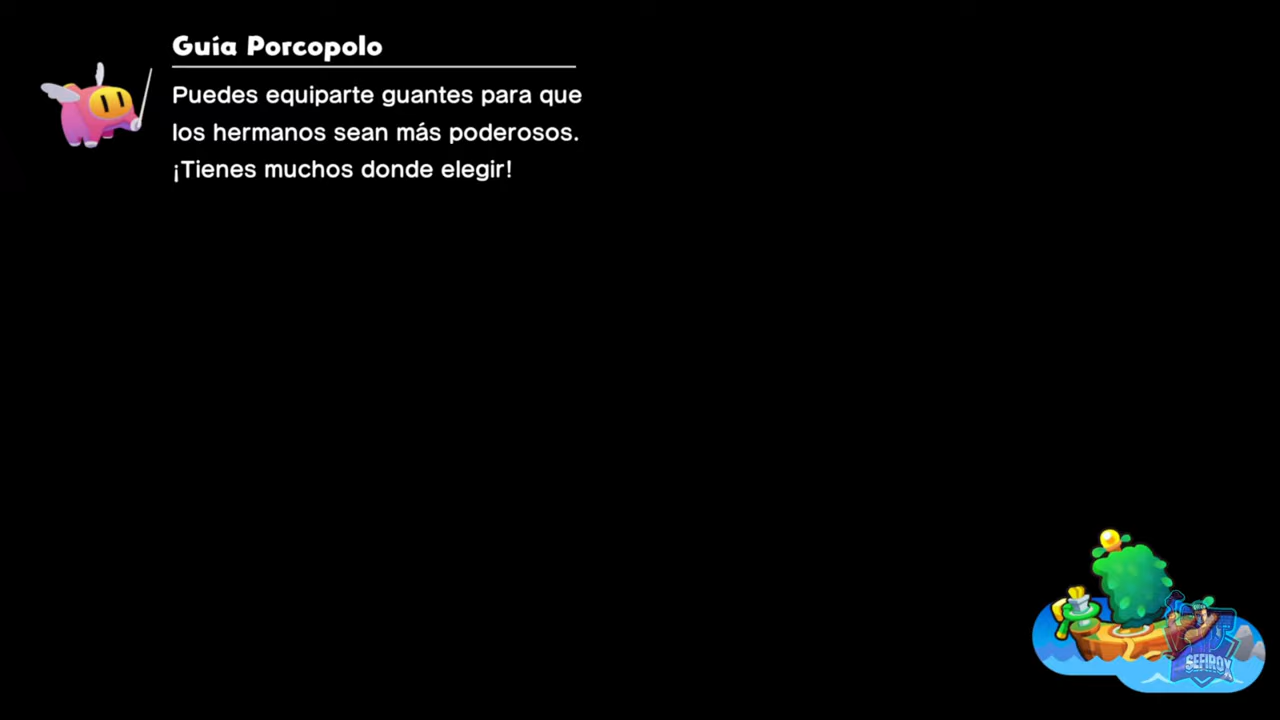 Guía Porcopolo
Puedes equiparte guantes para que
los hermanos sean más poderosos.
¡Tienes muchos donde elegir!
SEFIROX